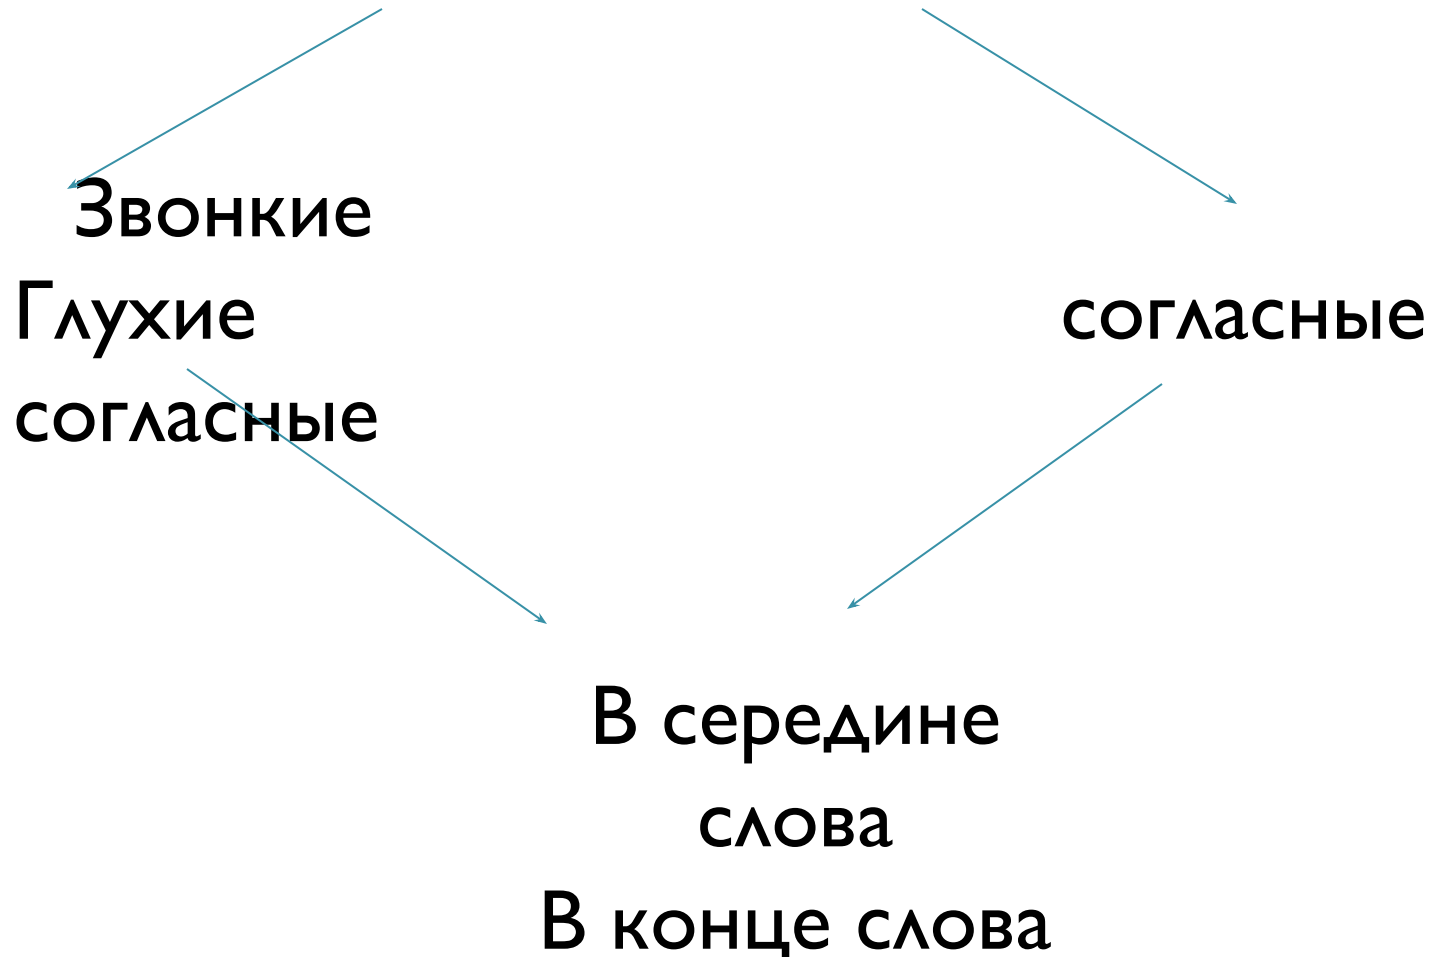 Звонкие
Глухие согласные
согласные
В середине
слова
В конце слова